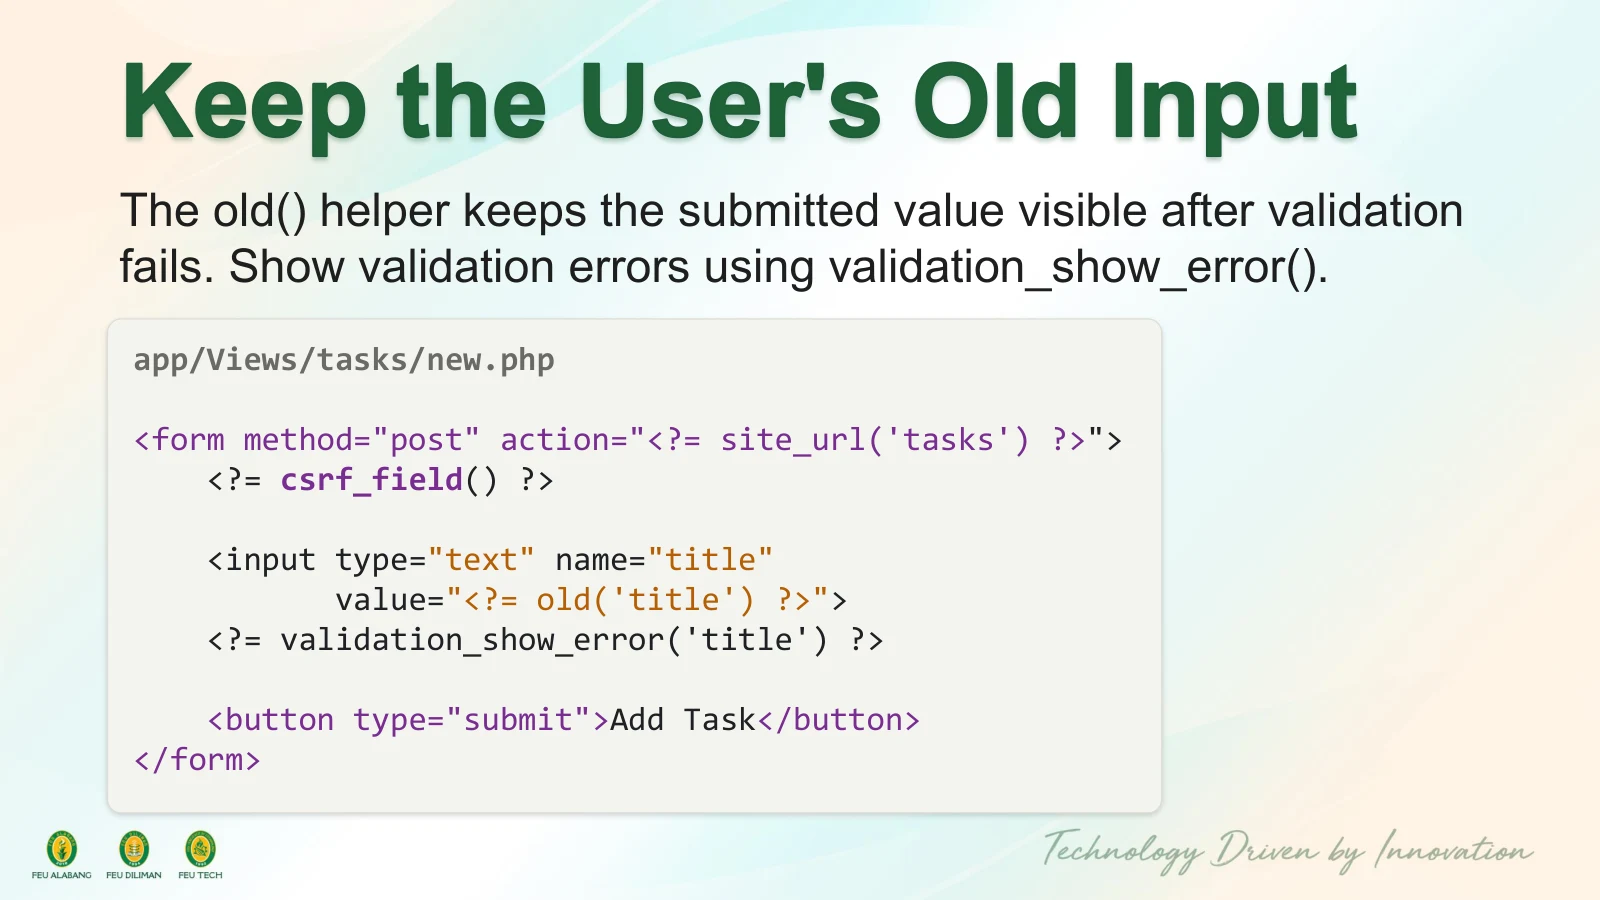 Keep the User's Old Input
The old() helper keeps the submitted value visible after validation
fails. Show validation errors using validation_show_error().
app/Views/tasks/new.php
<form method="post" action="<?= site_url('tasks') ?>">
    <?= csrf_field() ?>
    <input type="text" name="title"
           value="<?= old('title') ?>">
    <?= validation_show_error('title') ?>
    <button type="submit">Add Task</button>
</form>
FEU ALABANG
FEU DILIMAN
FEU TECH
Technology Driven by Innovation